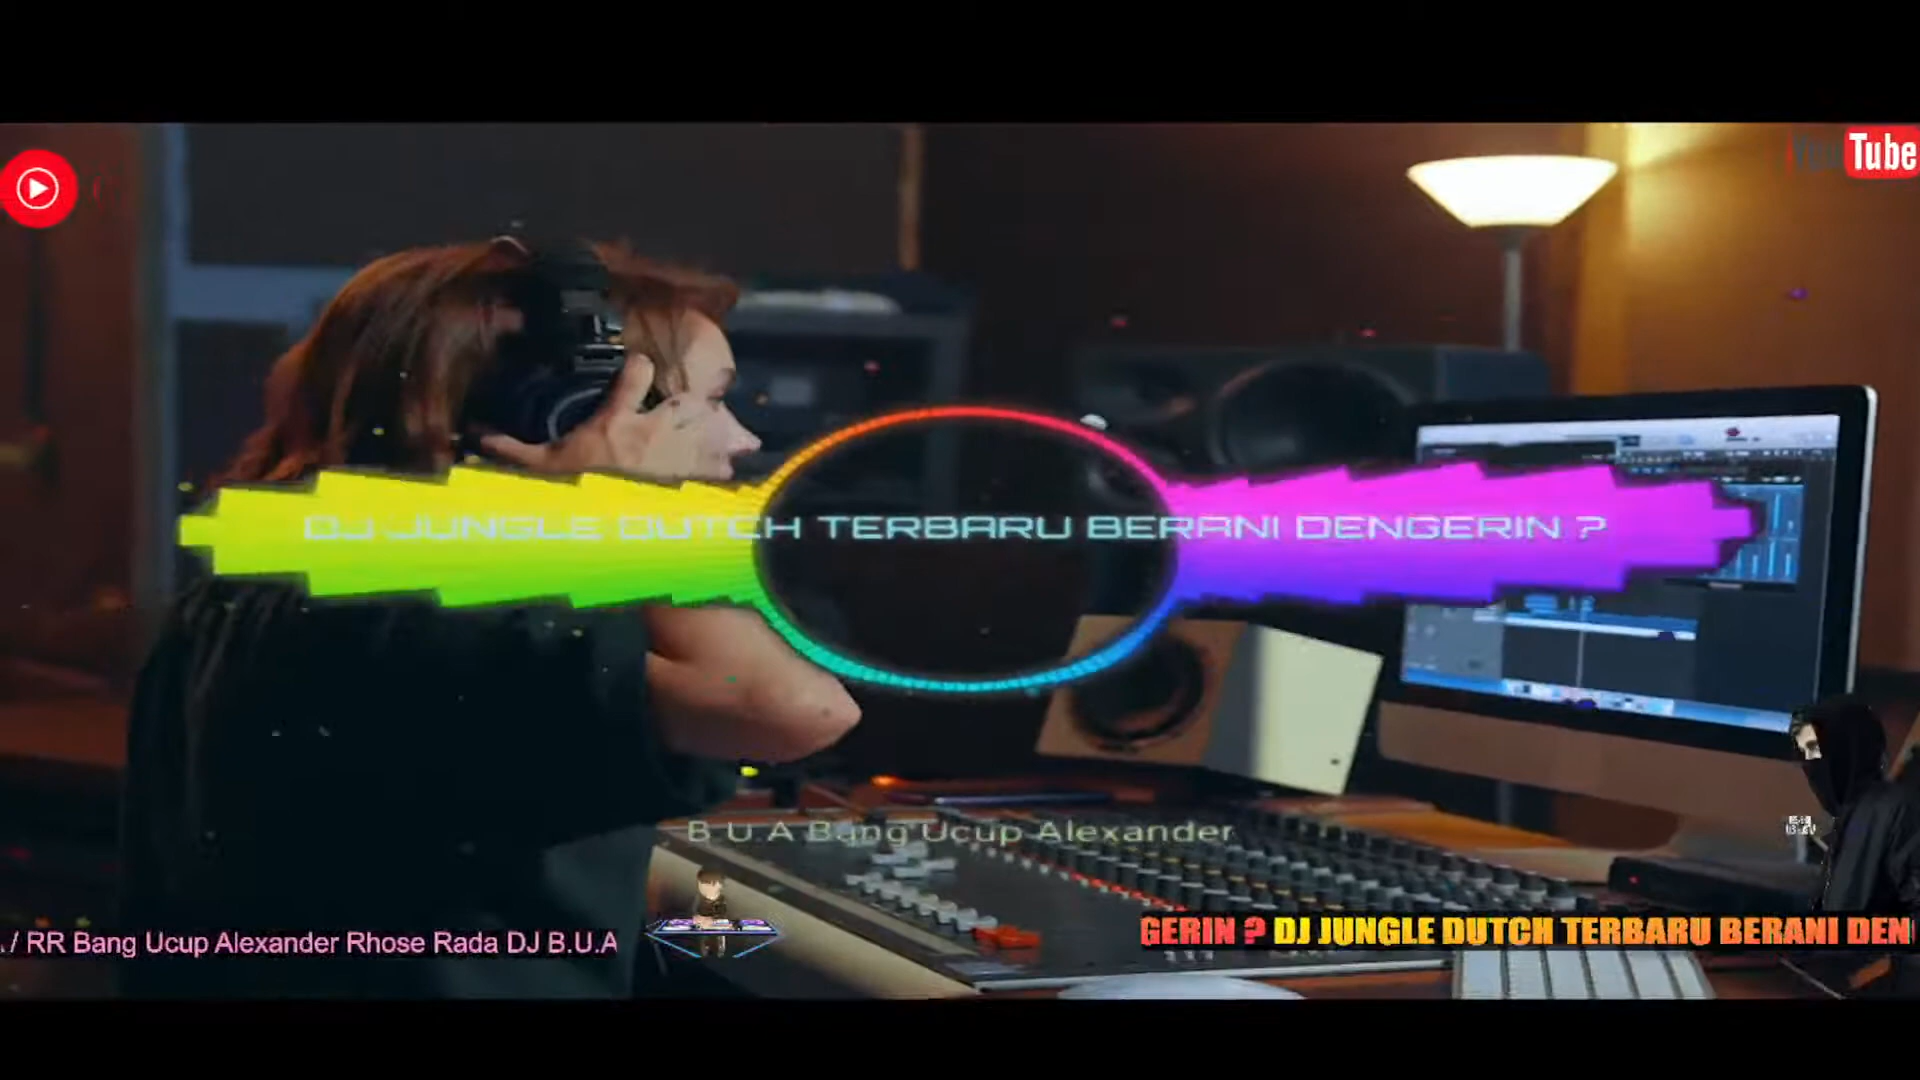 YouTube
DJ JUNGLE DUTCH TERBARU BERANI DENGERIN ?
B.U.A Bang Ucup Alexander
/ RR Bang Ucup Alexander Rhose Rada DJ B.U.A
GERIN ? DJ JUNGLE DUTCH TERBARU BERANI DEN